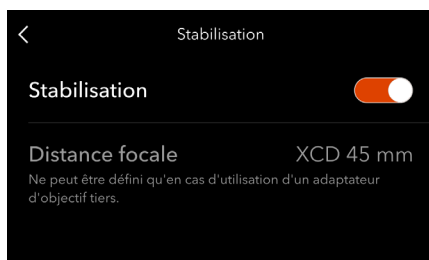 Stabilisation
Stabilisation
Distance focale XCD 45 mm
Ne peut être défini qu'en cas d'utilisation d'un adaptateur
d'objectif tiers.